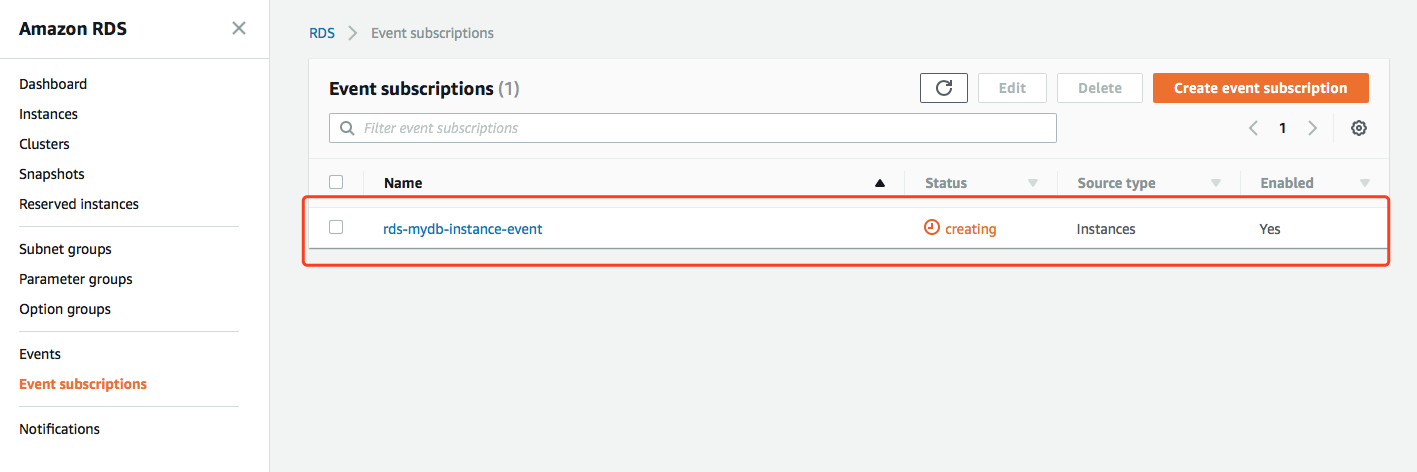 Amazon RDS
Dashboard
Instances
Clusters
Snapshots
Reserved instances
Subnet groups
Parameter groups
Option groups
Events
Event subscriptions
Notifications
RDS Event subscriptions
Event subscriptions (1) Edit Delete Create event subscription
Filter event subscriptions 1
Name Status Source type Enabled
rds-mydb-instance-event creating Instances Yes